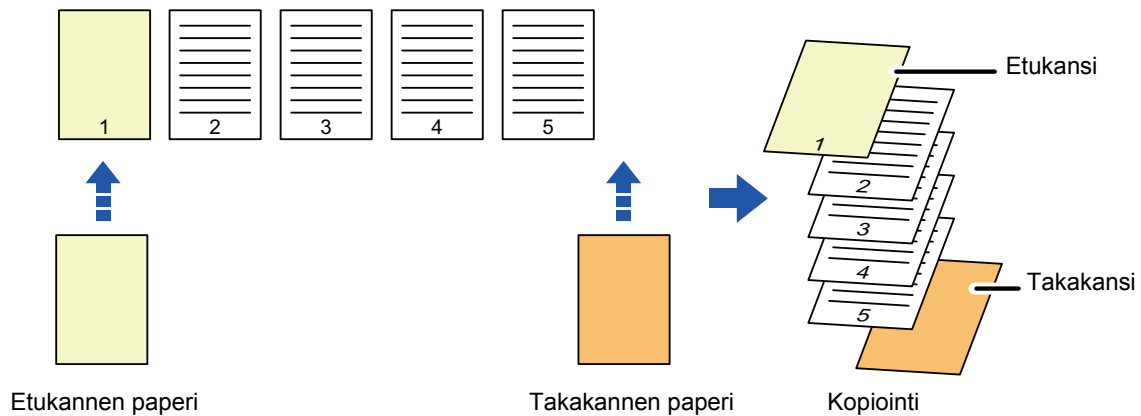 1 2 3 4 5
Etukansi
1
2
3
4
5
Takakansi
Etukannen paperi
Takakannen paperi
Kopiointi